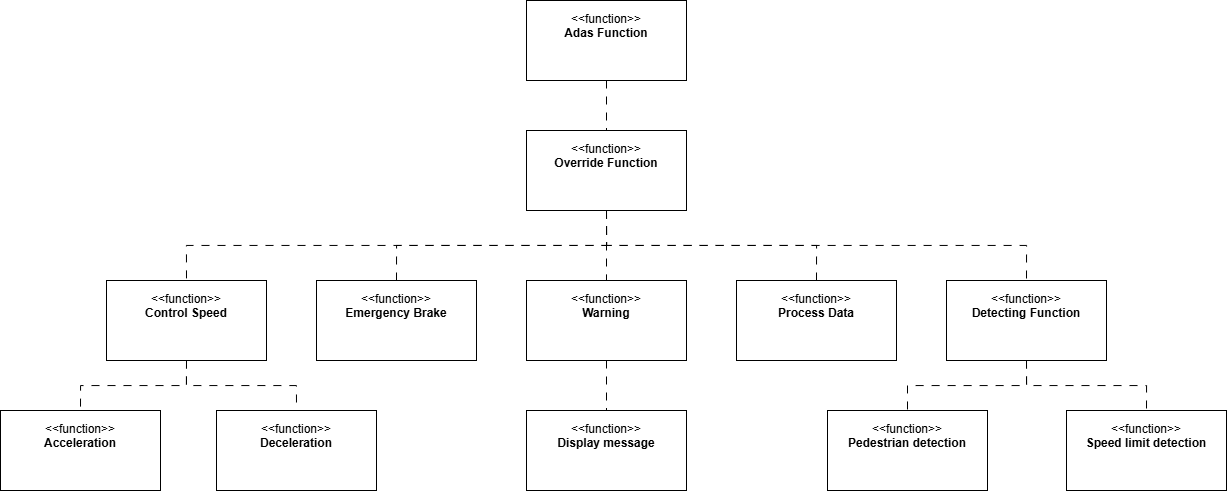 <<function>>
Adas Function
<<function>>
Override Function
<<function>>
Control Speed
<<function>>
Emergency Brake
<<function>>
Warning
<<function>>
Process Data
<<function>>
Detecting Function
<<function>>
Acceleration
<<function>>
Deceleration
<<function>>
Display message
<<function>>
Pedestrian detection
<<function>>
Speed limit detection